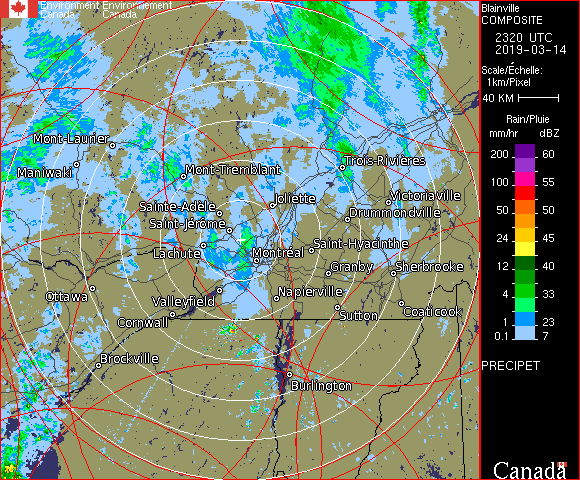 Environment Environnement
Canada Canada
Blainville
COMPOSITE
2320 UTC
2019-03-14
Scale/Échelle:
1km/Pixel
40 KM
Rain/Pluie
mm/hr dBZ
200 60
100 55
50 50
24 45
12 40
4 33
1 23
0.1 7
PRECIPET
Canada
Mont-Laurier
Maniwaki
Mont-Tremblant
Trois-Rivières
Sainte-Adèle
Joliette
Victoriaville
Drummondville
Saint-Jérôme
Lachute
Montréal
Saint-Hyacinthe
Granby
Sherbrooke
Ottawa
Valleyfield
Napierville
Cornwall
Sutton
Coaticook
Brockville
Burlington